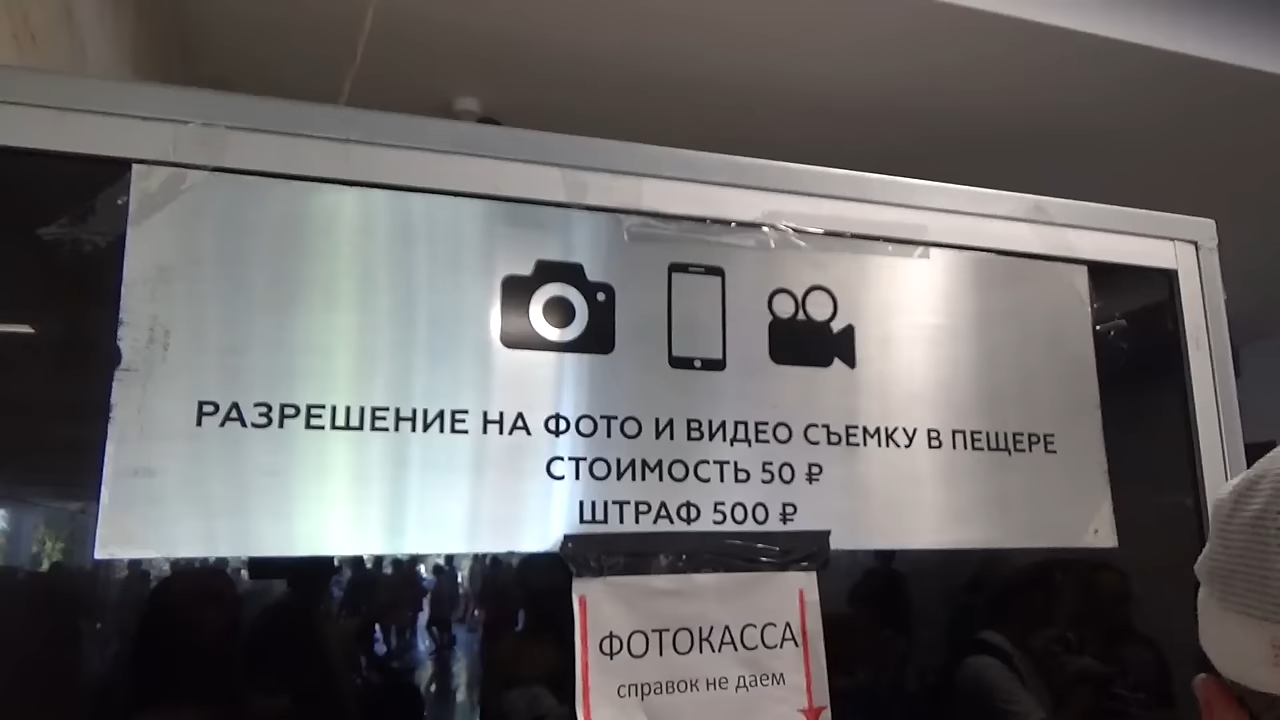 РАЗРЕШЕНИЕ НА ФОТО И ВИДЕО СЪЕМКУ В ПЕЩЕРЕ
СТОИМОСТЬ 50 ₽
ШТРАФ 500 ₽
ФОТОКАССА
справок не даем